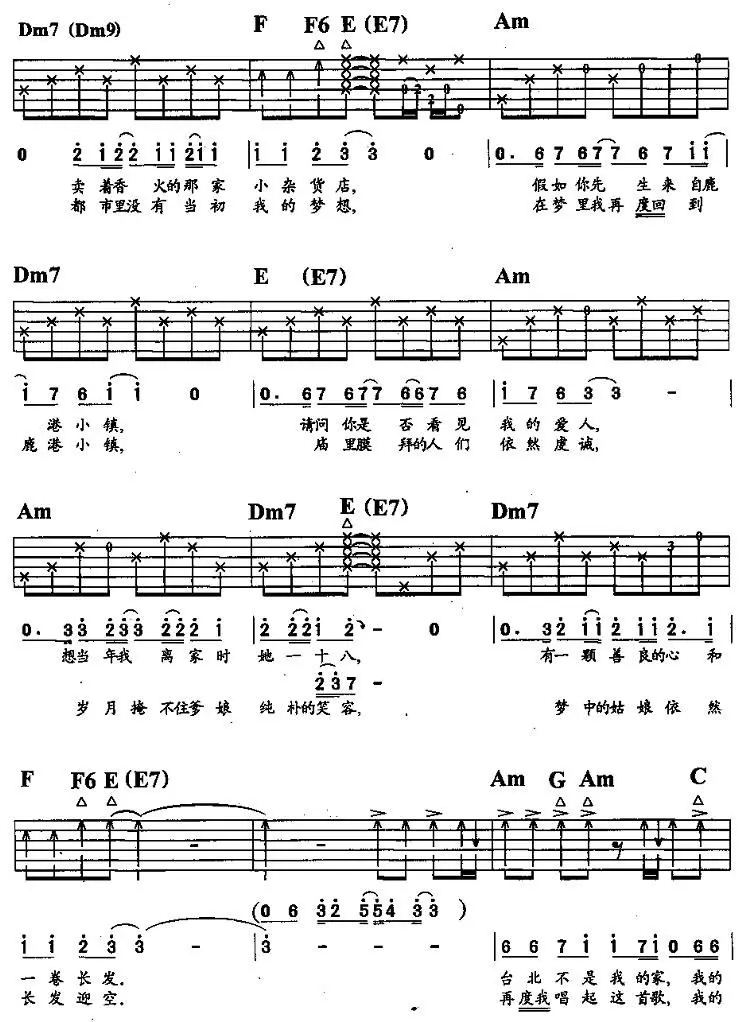 Dm7 (Dm9) F F6 E (E7) Am
0 2 1 2 2 1 1 2 1 1 | 1 1 2 3 3 0 | 0. 6 7 6 7 7 6 7 1 1
卖着香火的那家小杂货店, 假如你先生来自鹿
都市里没有当初我的梦想, 在梦里我再度回到
Dm7 E (E7) Am
1 7 6 1 1 0 | 0. 6 7 6 7 7 6 6 7 6 | 1 7 6 3 3 - |
港小镇, 请问你是否看见我的爱人,
鹿港小镇, 庙里膜拜的人们依然虔诚,
Am Dm7 E (E7) Dm7
0. 3 3 2 3 3 2 2 2 1 | 2 2 2 1 2 - 0 | 0. 3 2 1 1 2 1 1 2. 1
想当年我离家时她一十八, 有一颗善良的心和
2 3 7 -
岁月掩不住爹娘纯朴的笑容, 梦中的姑娘依然
F F6 E (E7) Am G Am C
(0 6 3 2 5 5 4 3 3)
1 1 2 3 3 - - | 3 - - - | 6 6 7 1 1 7 1 0 6 6
一卷长发. 台北不是我的家, 我的
长发迎空. 再度我唱起这首歌, 我的